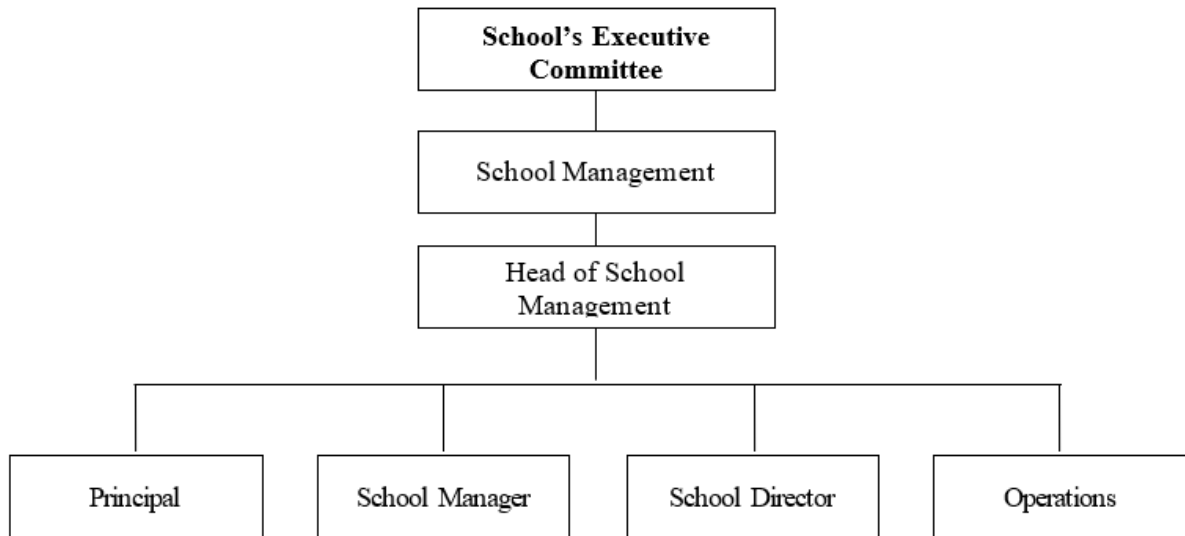 School’s Executive
Committee
School Management
Head of School
Management
Principal
School Manager
School Director
Operations